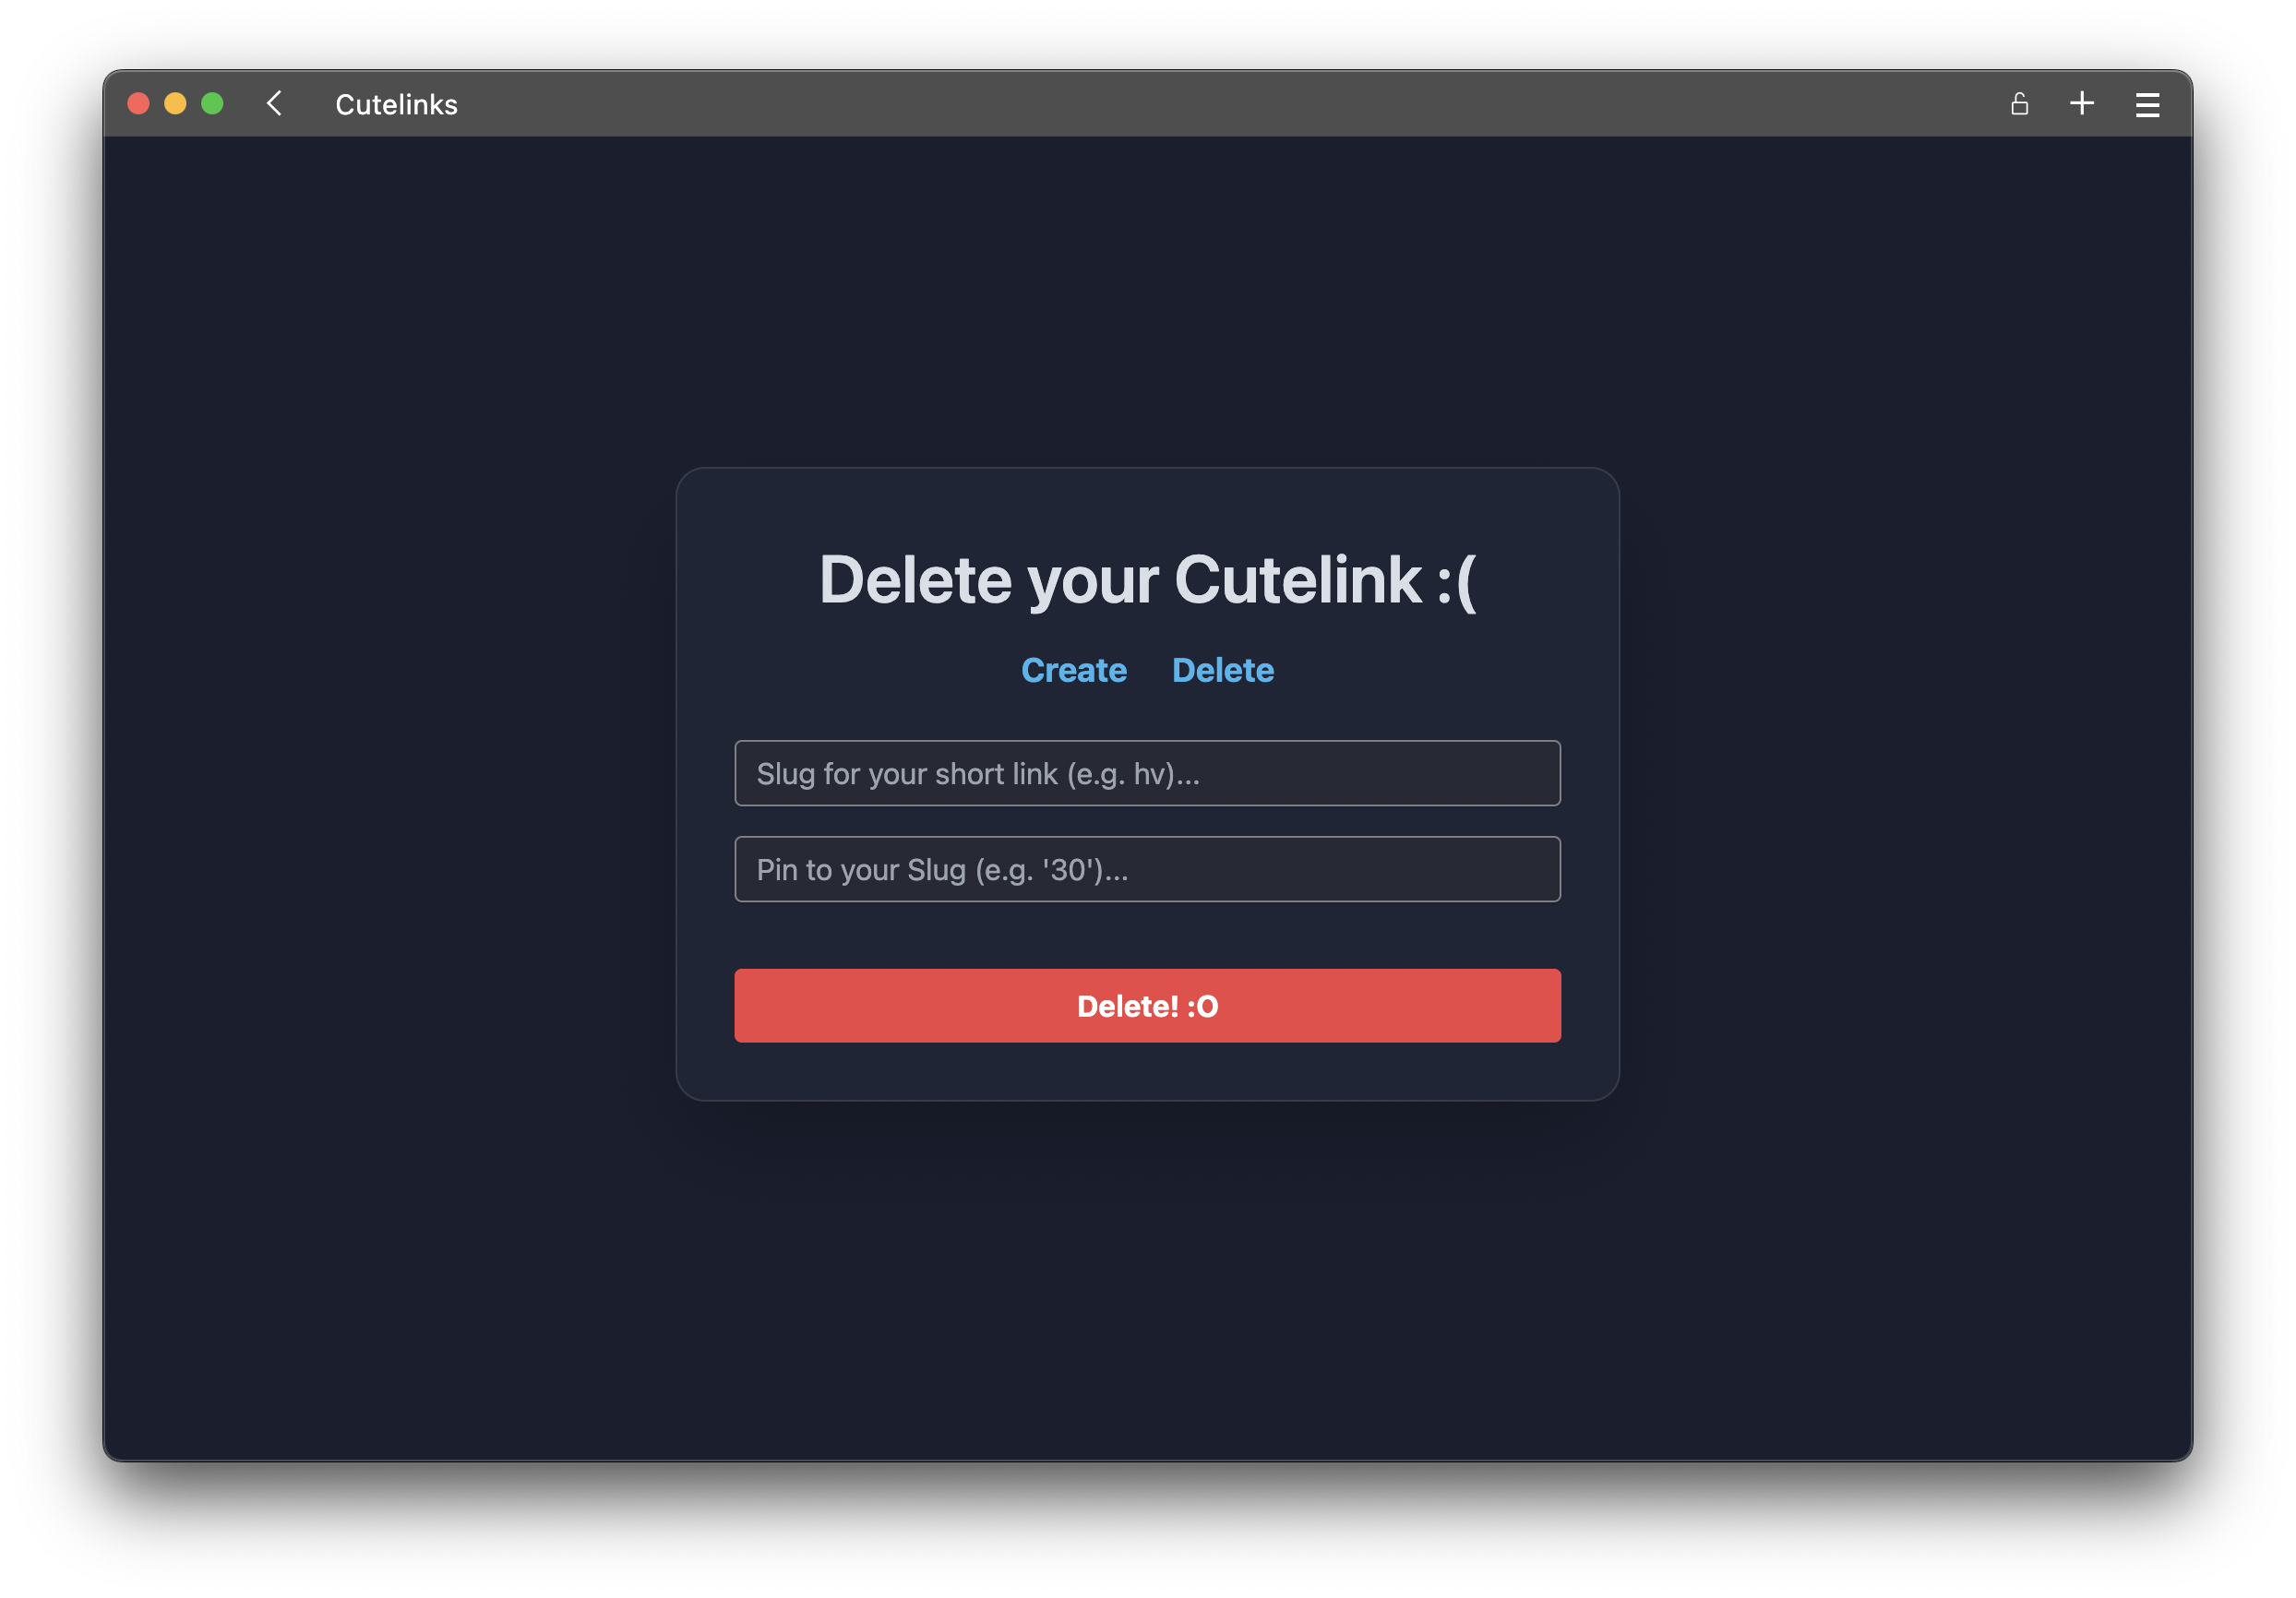 Cutelinks
Delete your Cutelink :(
Create Delete
Slug for your short link (e.g. hv)...
Pin to your Slug (e.g. '30')...
Delete! :O